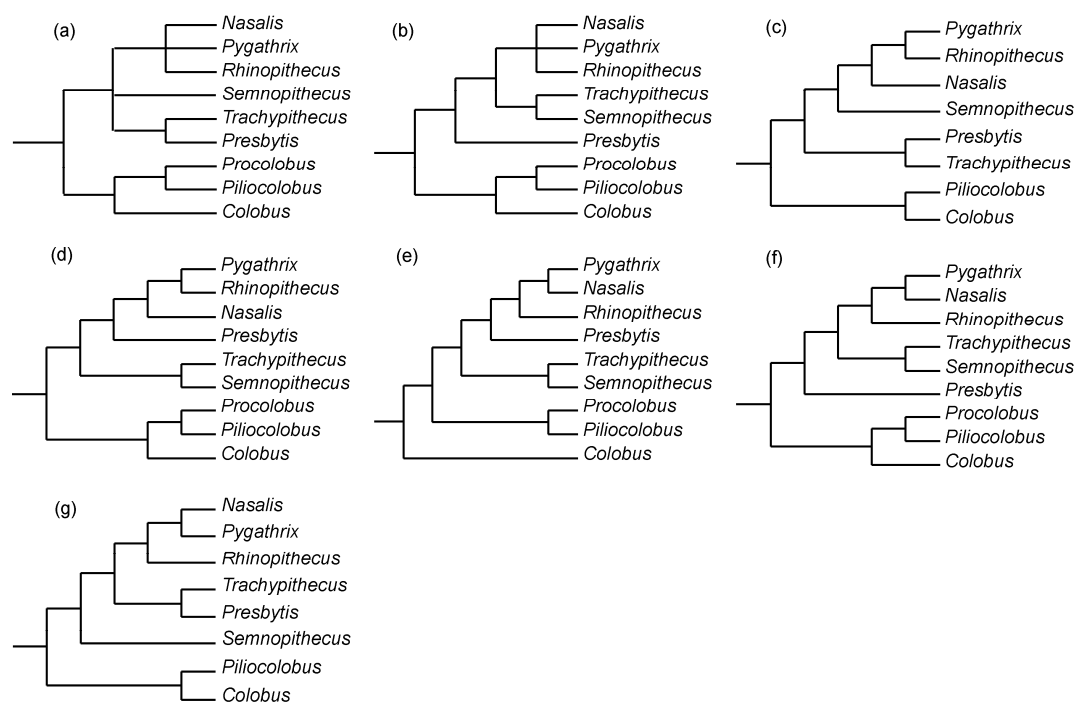 (a)
Nasalis
Pygathrix
Rhinopithecus
Semnopithecus
Trachypithecus
Presbytis
Procolobus
Piliocolobus
Colobus
(b)
Nasalis
Pygathrix
Rhinopithecus
Trachypithecus
Semnopithecus
Presbytis
Procolobus
Piliocolobus
Colobus
(c)
Pygathrix
Rhinopithecus
Nasalis
Semnopithecus
Presbytis
Trachypithecus
Piliocolobus
Colobus
(d)
Pygathrix
Rhinopithecus
Nasalis
Presbytis
Trachypithecus
Semnopithecus
Procolobus
Piliocolobus
Colobus
(e)
Pygathrix
Nasalis
Rhinopithecus
Presbytis
Trachypithecus
Semnopithecus
Procolobus
Piliocolobus
Colobus
(f)
Pygathrix
Nasalis
Rhinopithecus
Trachypithecus
Semnopithecus
Presbytis
Procolobus
Piliocolobus
Colobus
(g)
Nasalis
Pygathrix
Rhinopithecus
Trachypithecus
Presbytis
Semnopithecus
Piliocolobus
Colobus